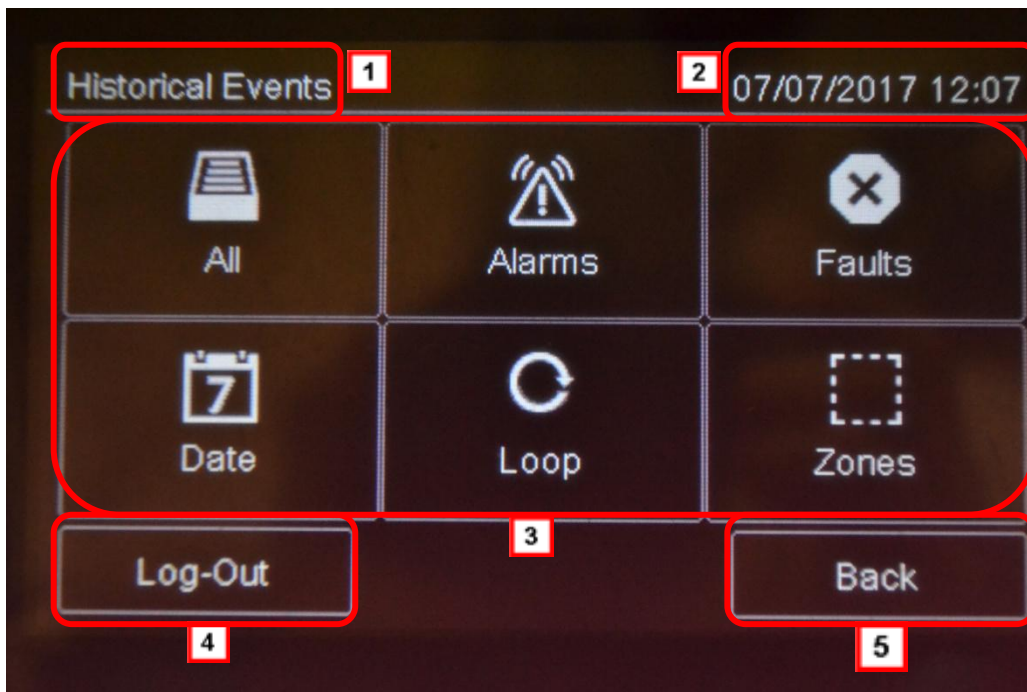 Historical Events 1 2 07/07/2017 12:07
All Alarms Faults
7
Date Loop Zones
3
Log-Out Back
4 5